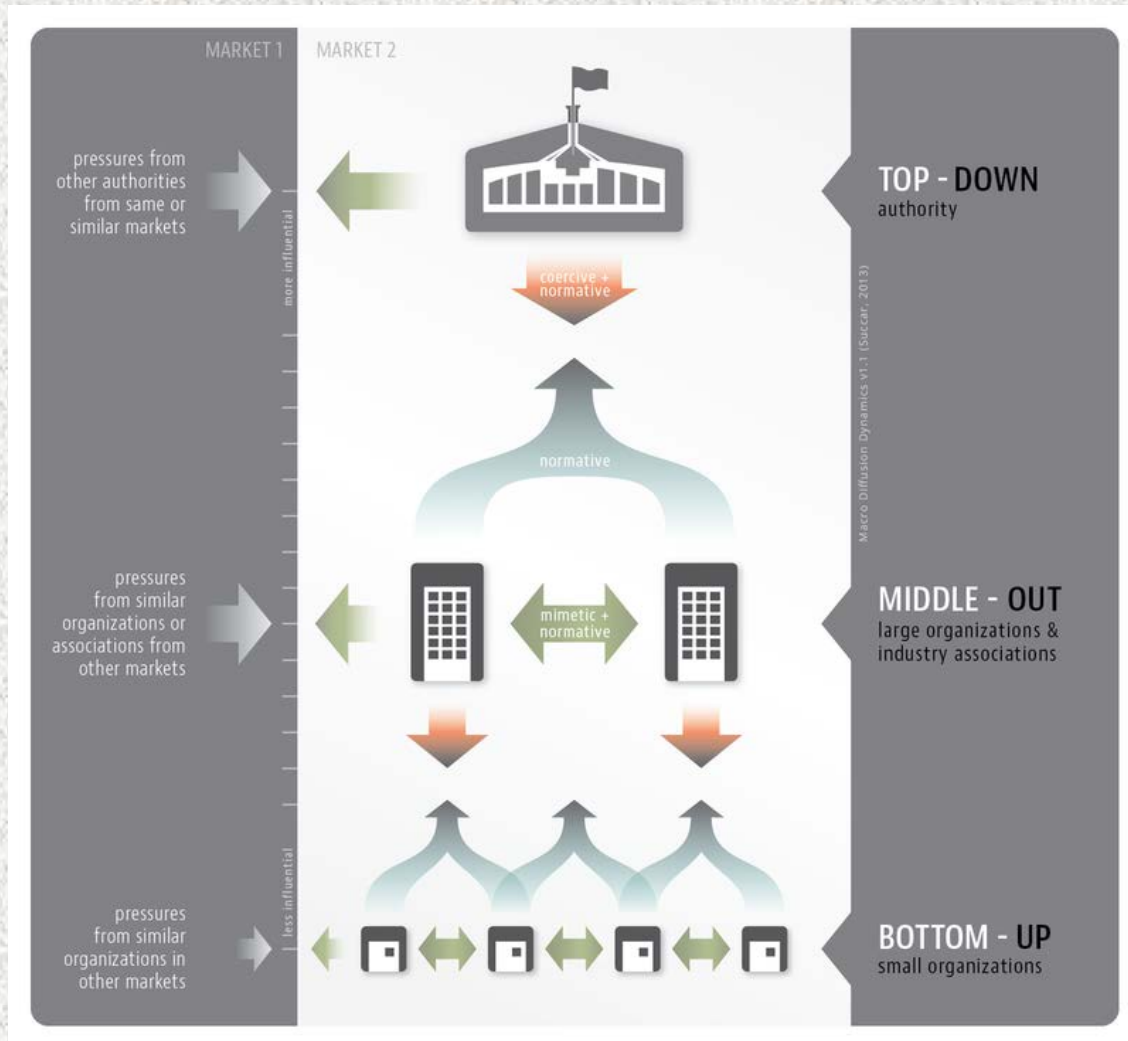 MARKET 1
MARKET 2
pressures from
other authorities
from same or
similar markets
more influential
TOP - DOWN
authority
coercive +
normative
Macro Diffusion Dynamics v1.1 (Succar, 2013)
normative
pressures
from similar
organizations or
associations from
other markets
mimetic +
normative
MIDDLE - OUT
large organizations &
industry associations
less influential
pressures
from similar
organizations in
other markets
BOTTOM - UP
small organizations